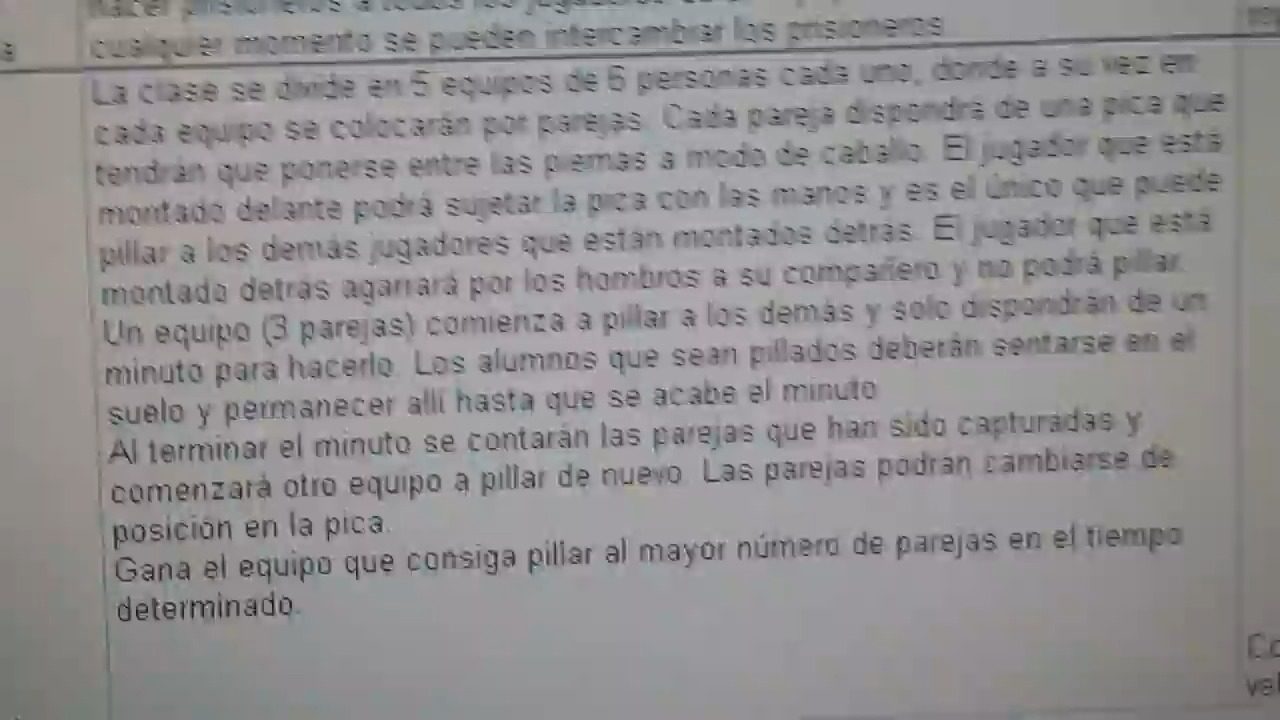 cualquier momento se pueden intercambiar los prisioneros.
La clase se divide en 5 equipos de 6 personas cada uno, donde a su vez en
cada equipo se colocarán por parejas. Cada pareja dispondrá de una pica que
tendrán que ponerse entre las piernas a modo de caballo. El jugador que está
montado delante podrá sujetar la pica con las manos y es el único que puede
pillar a los demás jugadores que están montados detrás. El jugador que está
montado detrás agarrará por los hombros a su compañero y no podrá pillar.
Un equipo (3 parejas) comienza a pillar a los demás y solo dispondrán de un
minuto para hacerlo. Los alumnos que sean pillados deberán sentarse en el
suelo y permanecer allí hasta que se acabe el minuto.
Al terminar el minuto se contarán las parejas que han sido capturadas y
comenzará otro equipo a pillar de nuevo. Las parejas podrán cambiarse de
posición en la pica.
Gana el equipo que consiga pillar al mayor número de parejas en el tiempo
determinado.